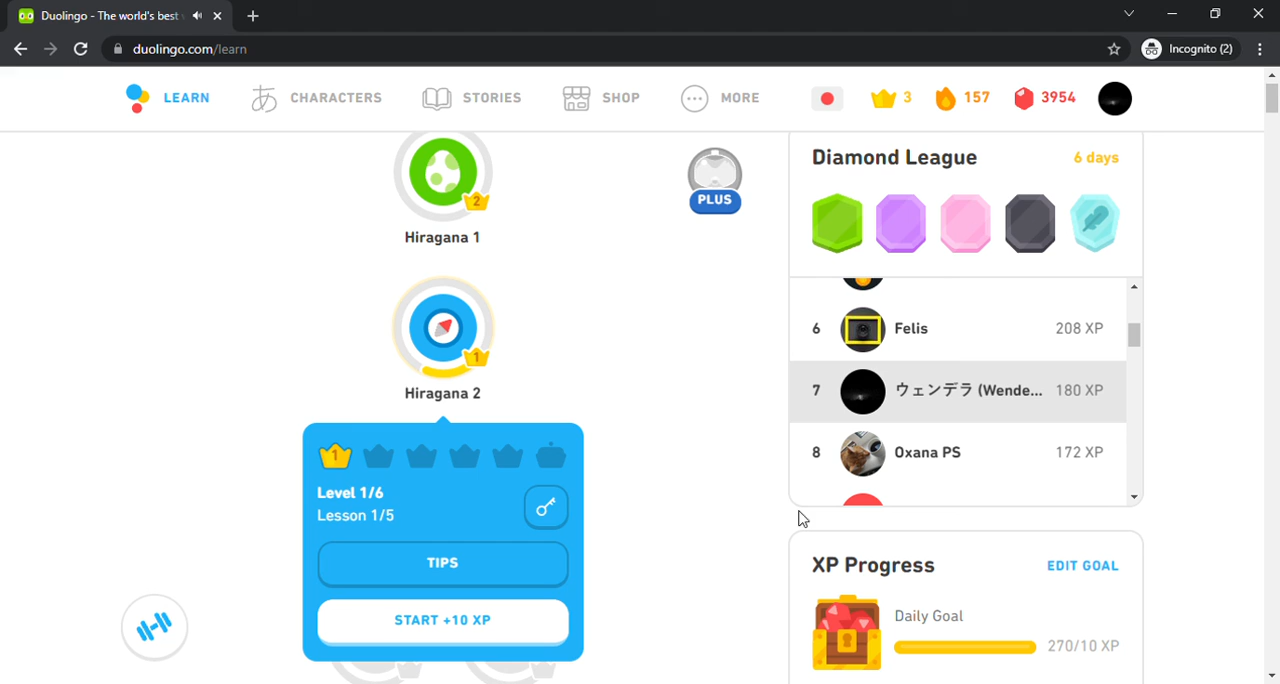 Duolingo - The world's best
duolingo.com/learn
Incognito (2)
LEARN
CHARACTERS
STORIES
SHOP
MORE
3
157
3954
2
Hiragana 1
PLUS
1
Hiragana 2
1
Level 1/6
Lesson 1/5
TIPS
START +10 XP
Diamond League
6 days
6 Felis 208 XP
7 ウェンデラ (Wende... 180 XP
8 Oxana PS 172 XP
XP Progress
EDIT GOAL
Daily Goal
270/10 XP